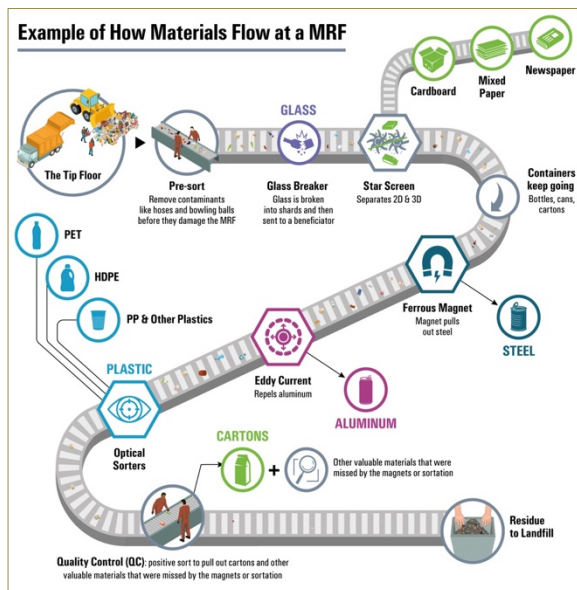 Example of How Materials Flow at a MRF
Cardboard
Mixed
Paper
Newspaper
The Tip Floor
Pre-sort
Remove contaminants
like hoses and bowling balls
before they damage the MRF
GLASS
Glass Breaker
Glass is broken
into shards and then
sent to a beneficiator
Star Screen
Separates 2D & 3D
Containers
keep going
Bottles, cans,
cartons
PET
HDPE
PP & Other Plastics
Ferrous Magnet
Magnet pulls
out steel
STEEL
Eddy Current
Repels aluminum
ALUMINUM
PLASTIC
Optical
Sorters
CARTONS
+
Other valuable materials that were
missed by the magnets or sortation
Quality Control (QC): positive sort to pull out cartons and other
valuable materials that were missed by the magnets or sortation
Residue
to Landfill